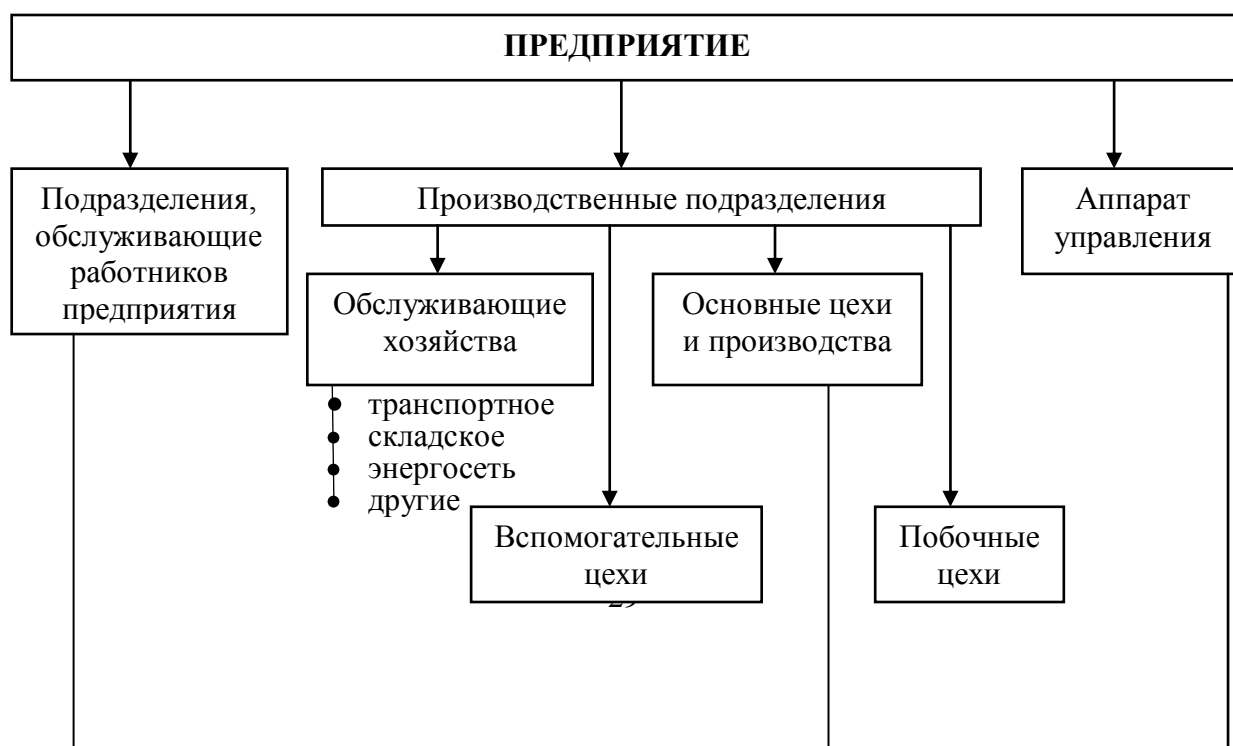 ПРЕДПРИЯТИЕ
Подразделения,
обслуживающие
работников
предприятия
Производственные подразделения
Аппарат
управления
Обслуживающие
хозяйства
Основные цехи
и производства
● транспортное
● складское
● энергосеть
● другие
Вспомогательные
цехи
Побочные
цехи